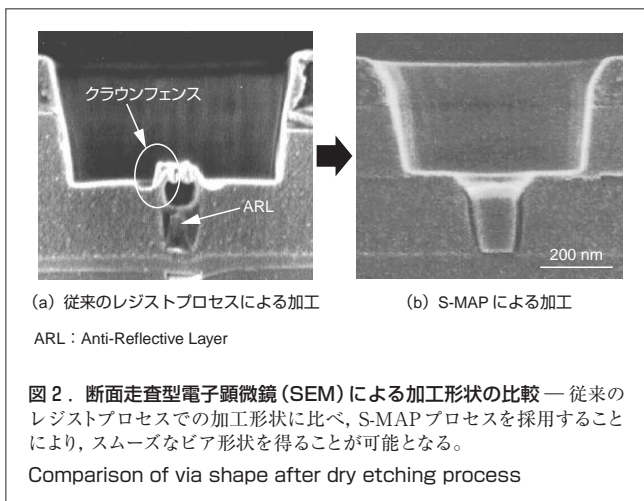 クラウンフェンス
ARL
200 nm
(a) 従来のレジストプロセスによる加工
(b) S-MAP による加工
ARL：Anti-Reflective Layer
図2．断面走査型電子顕微鏡(SEM)による加工形状の比較 — 従来の
レジストプロセスでの加工形状に比べ，S-MAPプロセスを採用すること
により，スムーズなビア形状を得ることが可能となる。
Comparison of via shape after dry etching process